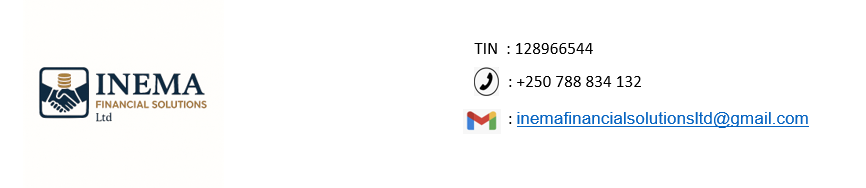 INEMA
FINANCIAL SOLUTIONS
Ltd
TIN : 128966544
: +250 788 834 132
: inemafinancialsolutionsltd@gmail.com